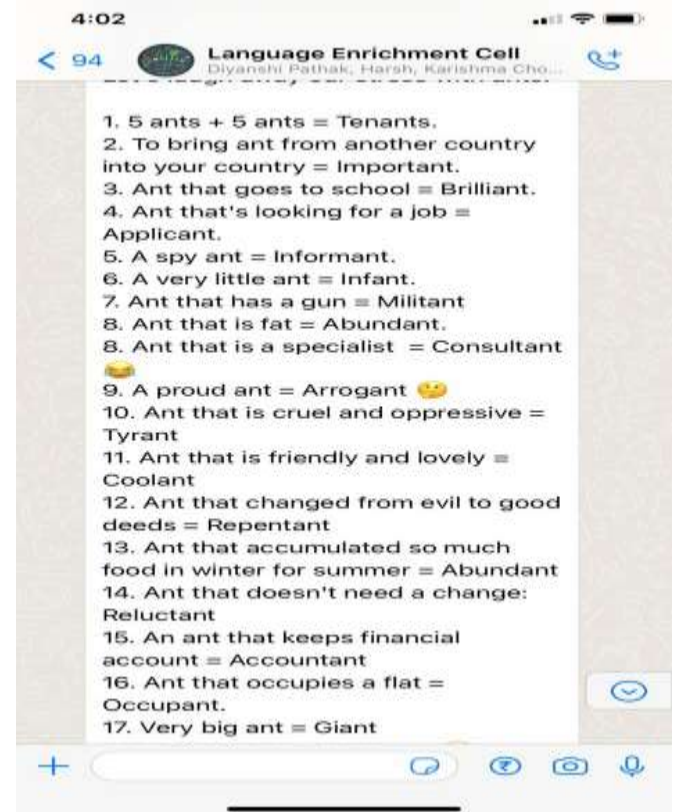 4:02
94
Language Enrichment Cell
Diyanshi Pathak, Harsh, Karishma Cho...
1. 5 ants + 5 ants = Tenants.
2. To bring ant from another country
into your country = Important.
3. Ant that goes to school = Brilliant.
4. Ant that's looking for a job =
Applicant.
5. A spy ant = Informant.
6. A very little ant = Infant.
7. Ant that has a gun = Militant
8. Ant that is fat = Abundant.
8. Ant that is a specialist = Consultant
😂
9. A proud ant = Arrogant 🤔
10. Ant that is cruel and oppressive =
Tyrant
11. Ant that is friendly and lovely =
Coolant
12. Ant that changed from evil to good
deeds = Repentant
13. Ant that accumulated so much
food in winter for summer = Abundant
14. Ant that doesn't need a change:
Reluctant
15. An ant that keeps financial
account = Accountant
16. Ant that occupies a flat =
Occupant.
17. Very big ant = Giant